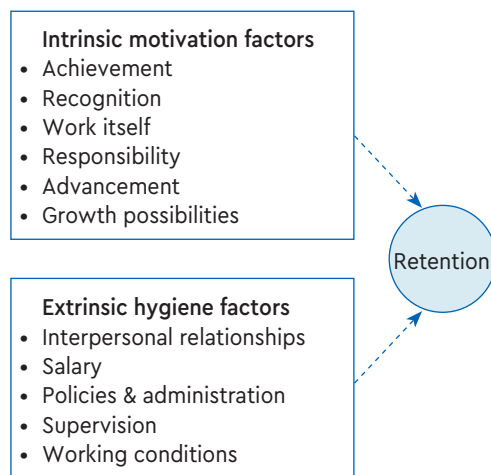 Intrinsic motivation factors
• Achievement
• Recognition
• Work itself
• Responsibility
• Advancement
• Growth possibilities
Retention
Extrinsic hygiene factors
• Interpersonal relationships
• Salary
• Policies & administration
• Supervision
• Working conditions